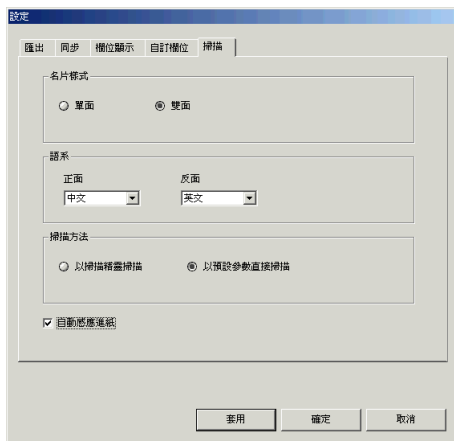 設定
匯出 同步 欄位顯示 自訂欄位 掃描
名片樣式
單面 雙面
語系
正面 反面
中文 英文
掃描方法
以掃描精靈掃描 以預設參數直接掃描
自動感應進紙
套用 確定 取消